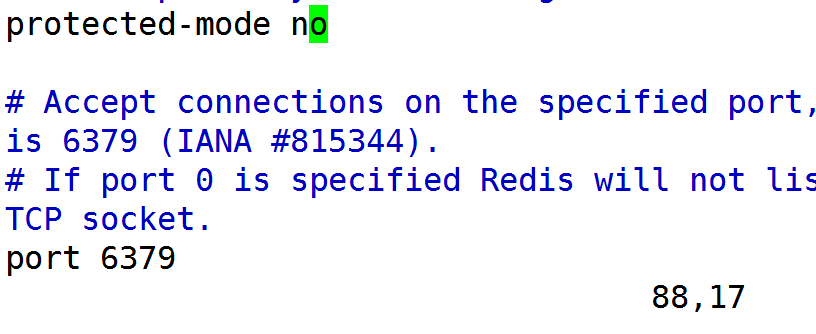 protected-mode no
# Accept connections on the specified port,
is 6379 (IANA #815344).
# If port 0 is specified Redis will not lis
TCP socket.
port 6379
88,17